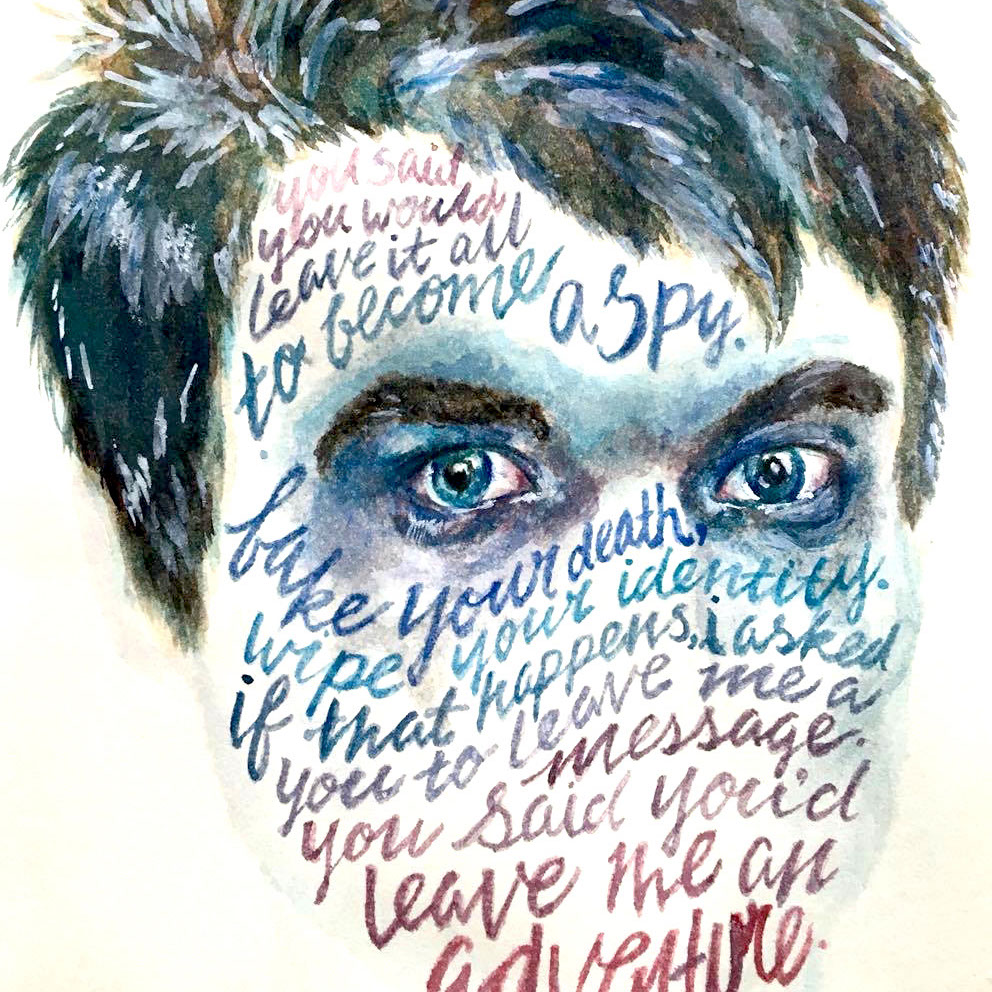 you said
you would
leave it all
to become a spy.
fake your death,
wipe your identity.
if that happens, i asked
you to leave me a
message.
you said you'd
leave me an
adventure.